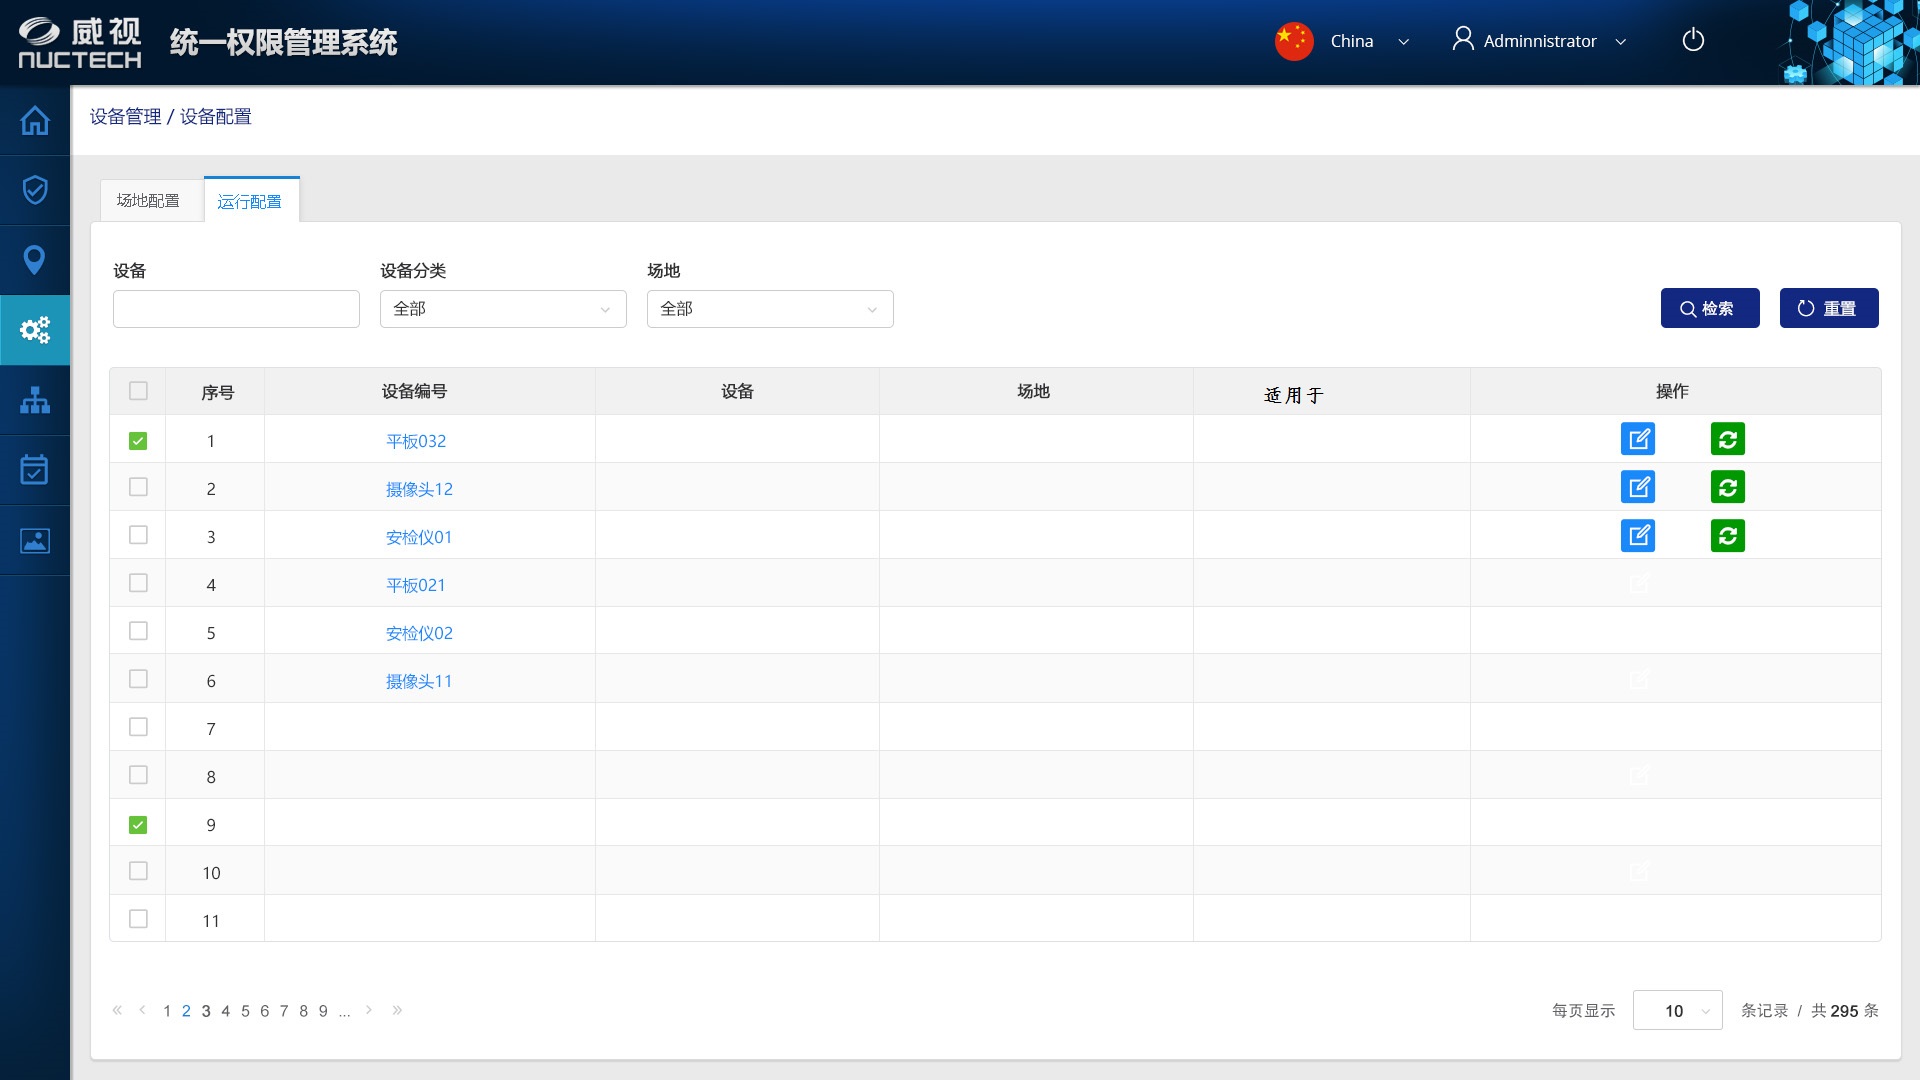 威视
NUCTECH
统一权限管理系统
China
Adminnistrator
设备管理 / 设备配置
场地配置
运行配置
设备
设备分类
场地
全部
全部
检索
重置
序号
设备编号
设备
场地
适用于
操作
1
平板032
2
摄像头12
3
安检仪01
4
平板021
5
安检仪02
6
摄像头11
7
8
9
10
11
« ‹ 1 2 3 4 5 6 7 8 9 ... › »
每页显示 10 条记录 / 共 295 条